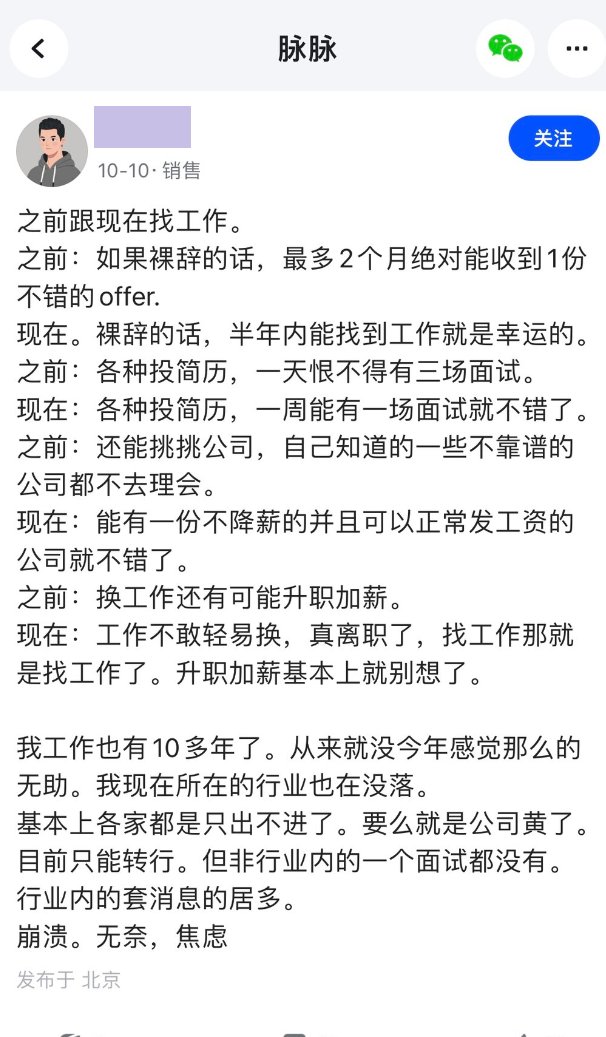 脉脉
关注
10-10 · 销售
之前跟现在找工作。
之前：如果裸辞的话，最多2个月绝对能收到1份
不错的offer.
现在。裸辞的话，半年内能找到工作就是幸运的。
之前：各种投简历，一天恨不得有三场面试。
现在：各种投简历，一周能有一场面试就不错了。
之前：还能挑挑公司，自己知道的一些不靠谱的
公司都不去理会。
现在：能有一份不降薪的并且可以正常发工资的
公司就不错了。
之前：换工作还有可能升职加薪。
现在：工作不敢轻易换，真离职了，找工作那就
是找工作了。升职加薪基本上就别想了。
我工作也有10多年了。从来就没今年感觉那么的
无助。我现在所在的行业也在没落。
基本上各家都是只出不进了。要么就是公司黄了。
目前只能转行。但非行业内的一个面试都没有。
行业内的套消息的居多。
崩溃。无奈，焦虑
发布于 北京